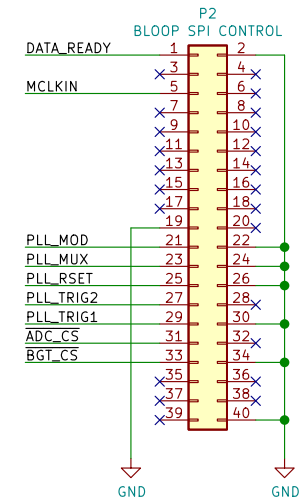 P2
BLOOP SPI CONTROL
DATA_READY 1 2
3 4
MCLKIN 5 6
7 8
9 10
11 12
13 14
15 16
17 18
19 20
PLL_MOD 21 22
PLL_MUX 23 24
PLL_RSET 25 26
PLL_TRIG2 27 28
PLL_TRIG1 29 30
ADC_CS 31 32
BGT_CS 33 34
35 36
37 38
39 40
GND GND